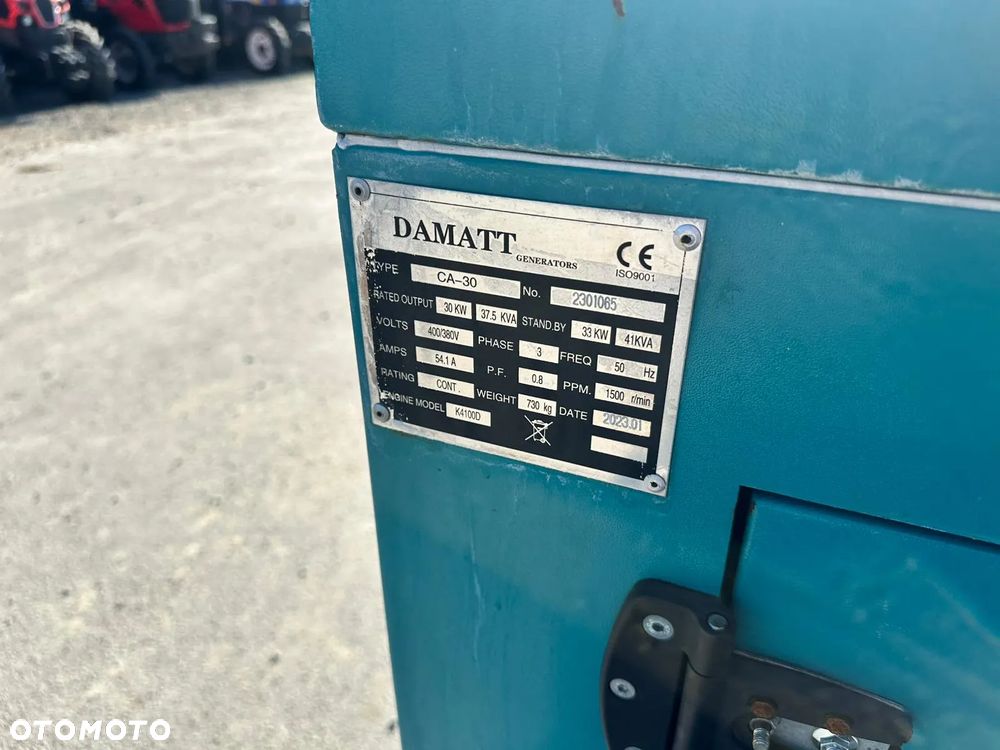 DAMATT
GENERATORS
CE
ISO9001
TYPE CA-30 No. 2301065
RATED OUTPUT 30 KW 37.5 KVA STAND.BY 33 KW 41KVA
VOLTS 400/380V PHASE 3 FREQ 50 Hz
AMPS 54.1 A P.F. 0.8 PPM. 1500 r/min
RATING CONT. WEIGHT 730 kg DATE 2023.01
ENGINE MODEL K4100D
OTOMOTO